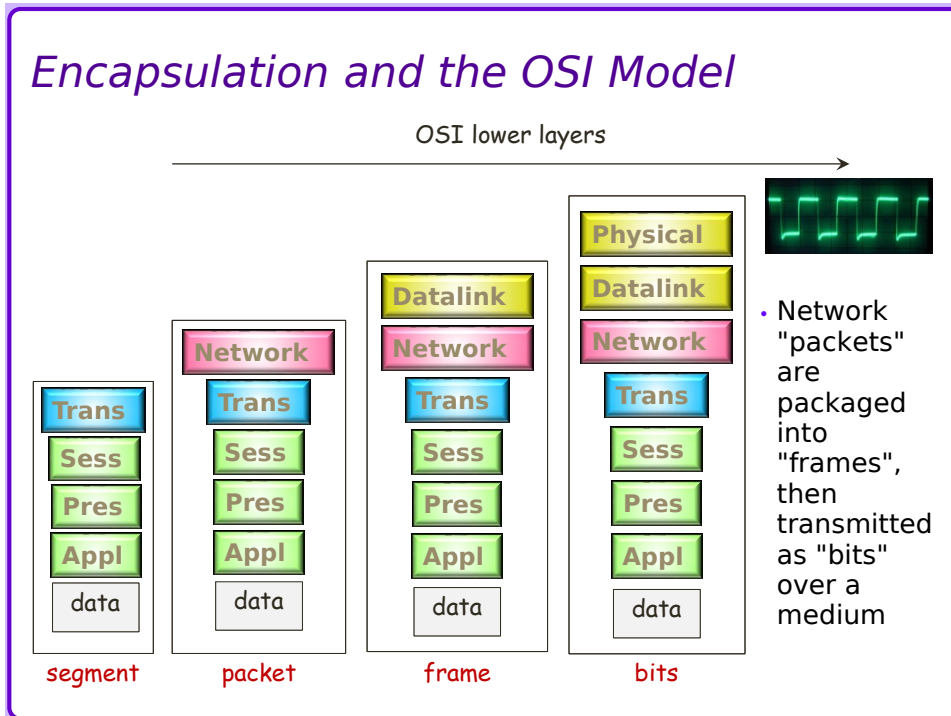 Encapsulation and the OSI Model
OSI lower layers
Trans
Sess
Pres
Appl
data
segment
Network
Trans
Sess
Pres
Appl
data
packet
Datalink
Network
Trans
Sess
Pres
Appl
data
frame
Physical
Datalink
Network
Trans
Sess
Pres
Appl
data
bits
• Network
"packets"
are
packaged
into
"frames",
then
transmitted
as "bits"
over a
medium